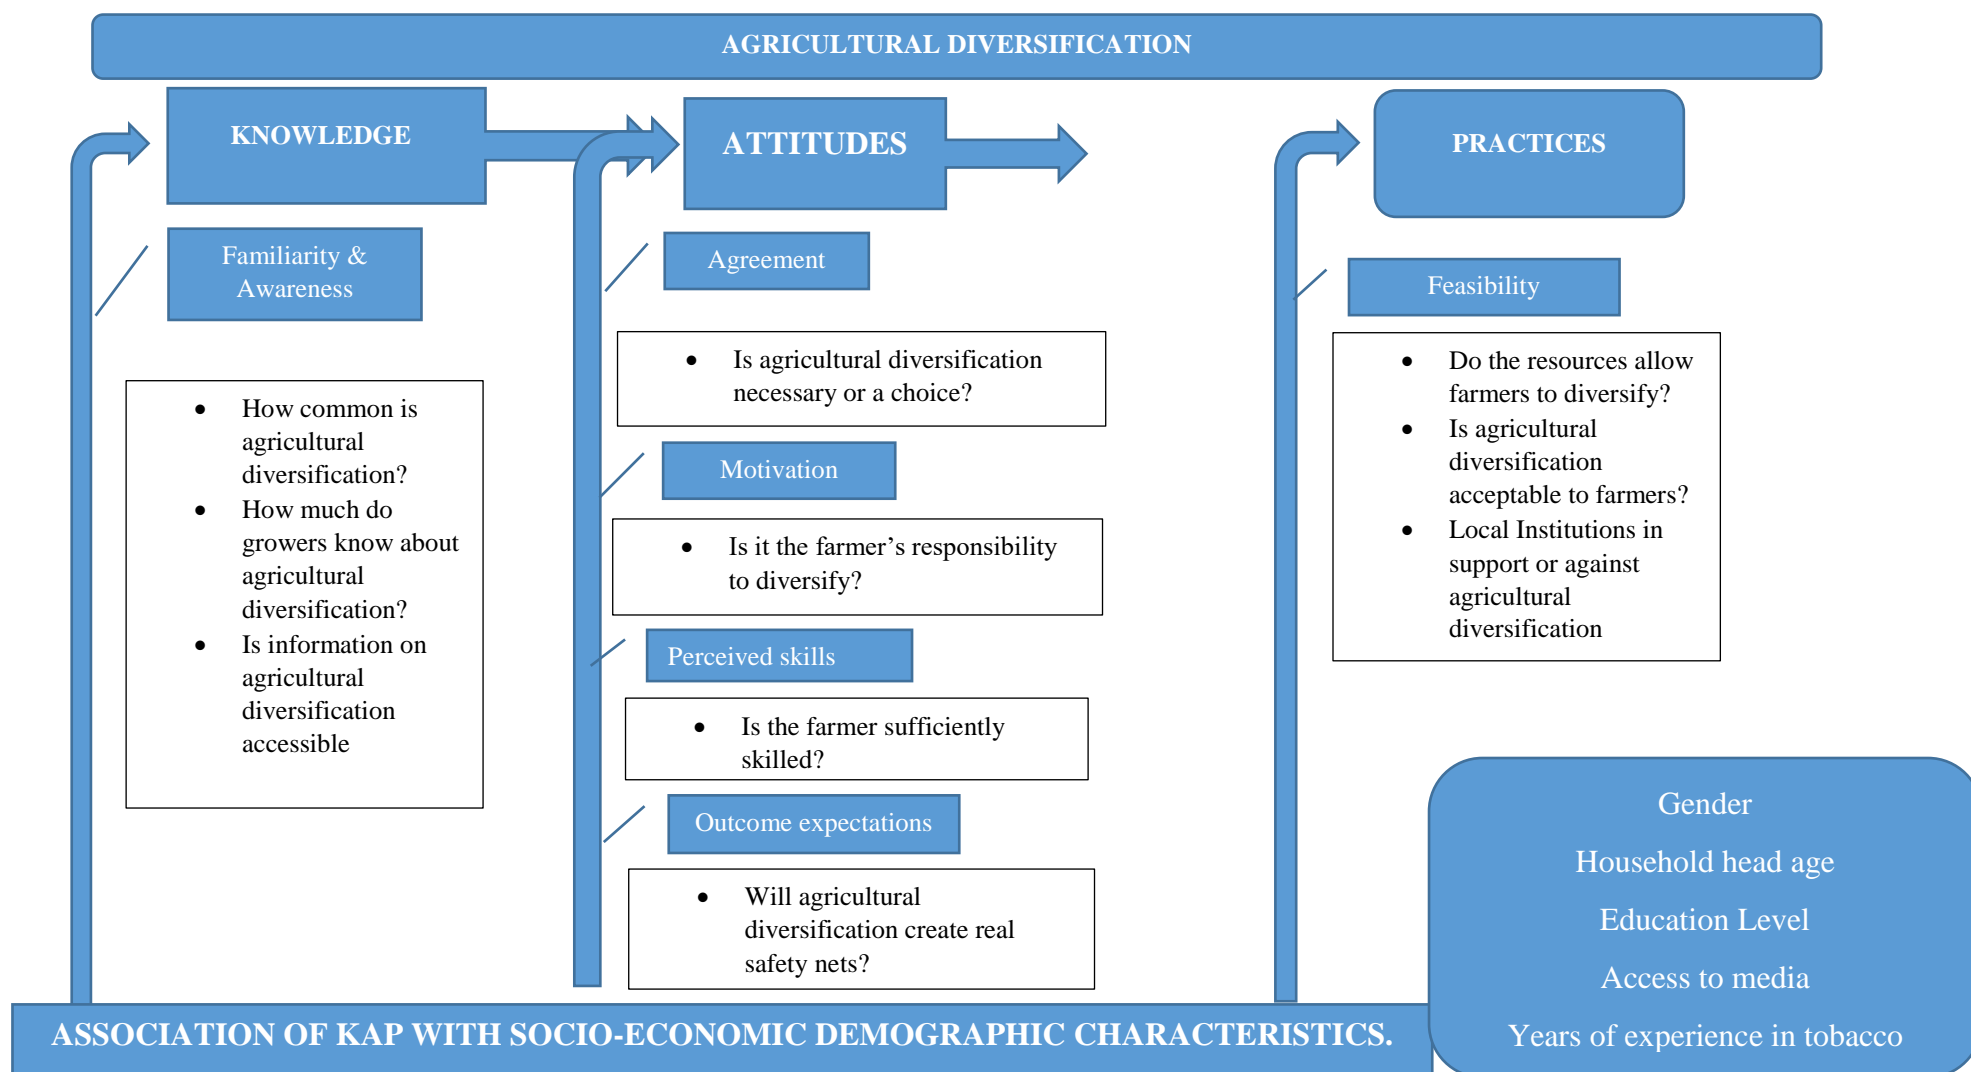 AGRICULTURAL DIVERSIFICATION
KNOWLEDGE
Familiarity &
Awareness
• How common is
agricultural
diversification?
• How much do
growers know about
agricultural
diversification?
• Is information on
agricultural
diversification
accessible
ATTITUDES
Agreement
• Is agricultural diversification
necessary or a choice?
Motivation
• Is it the farmer’s responsibility
to diversify?
Perceived skills
• Is the farmer sufficiently
skilled?
Outcome expectations
• Will agricultural
diversification create real
safety nets?
PRACTICES
Feasibility
• Do the resources allow
farmers to diversify?
• Is agricultural
diversification
acceptable to farmers?
• Local Institutions in
support or against
agricultural
diversification
Gender
Household head age
Education Level
Access to media
Years of experience in tobacco
ASSOCIATION OF KAP WITH SOCIO-ECONOMIC DEMOGRAPHIC CHARACTERISTICS.